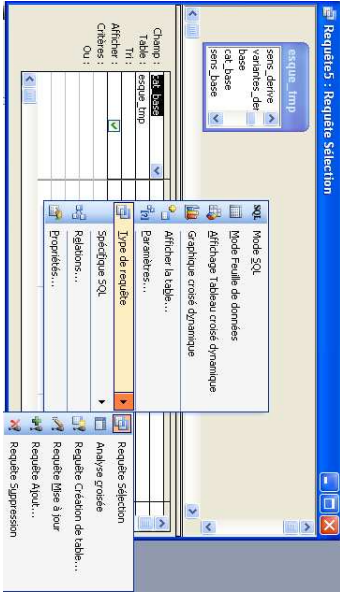 Requête5 : Requête Sélection
esque_tmp
sens_derive
variantes_der
base
cat_base
sens_base
Champ : cat_base
Table : esque_tmp
Tri :
Afficher :
Critères :
Ou :
SQL Mode SQL
Mode Feuille de données
Affichage Tableau croisé dynamique
Graphique croisé dynamique
Afficher la table...
Paramètres...
Type de requête
Spécifique SQL
Relations...
Propriétés...
Requête Sélection
Analyse croisée
Requête Création de table...
Requête Mise à jour
Requête Ajout...
Requête Suppression